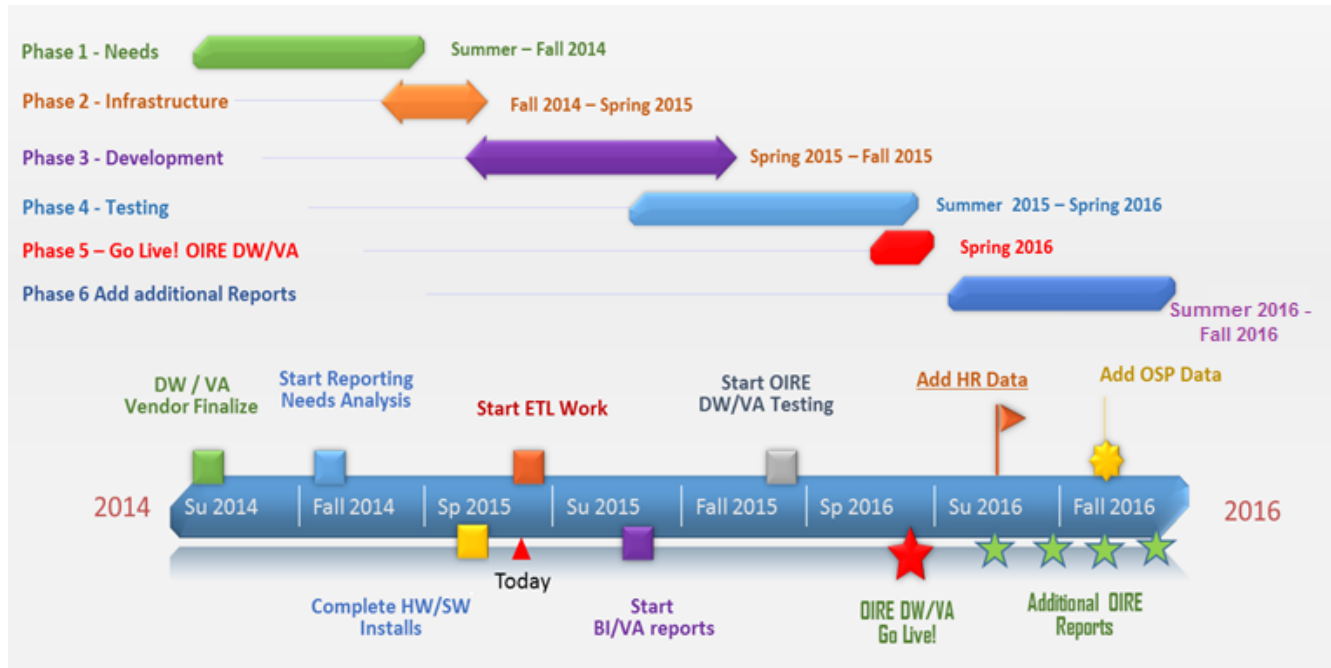 Phase 1 - Needs
Summer – Fall 2014
Phase 2 - Infrastructure
Fall 2014 – Spring 2015
Phase 3 - Development
Spring 2015 – Fall 2015
Phase 4 - Testing
Summer 2015 – Spring 2016
Phase 5 – Go Live! OIRE DW/VA
Spring 2016
Phase 6 Add additional Reports
Summer 2016 -
Fall 2016
DW / VA
Vendor Finalize
Start Reporting
Needs Analysis
Start ETL Work
Start OIRE
DW/VA Testing
Add HR Data
Add OSP Data
2014
Su 2014
Fall 2014
Sp 2015
Su 2015
Fall 2015
Sp 2016
Su 2016
Fall 2016
2016
Today
Complete HW/SW
Installs
Start
BI/VA reports
OIRE DW/VA
Go Live!
Additional OIRE
Reports